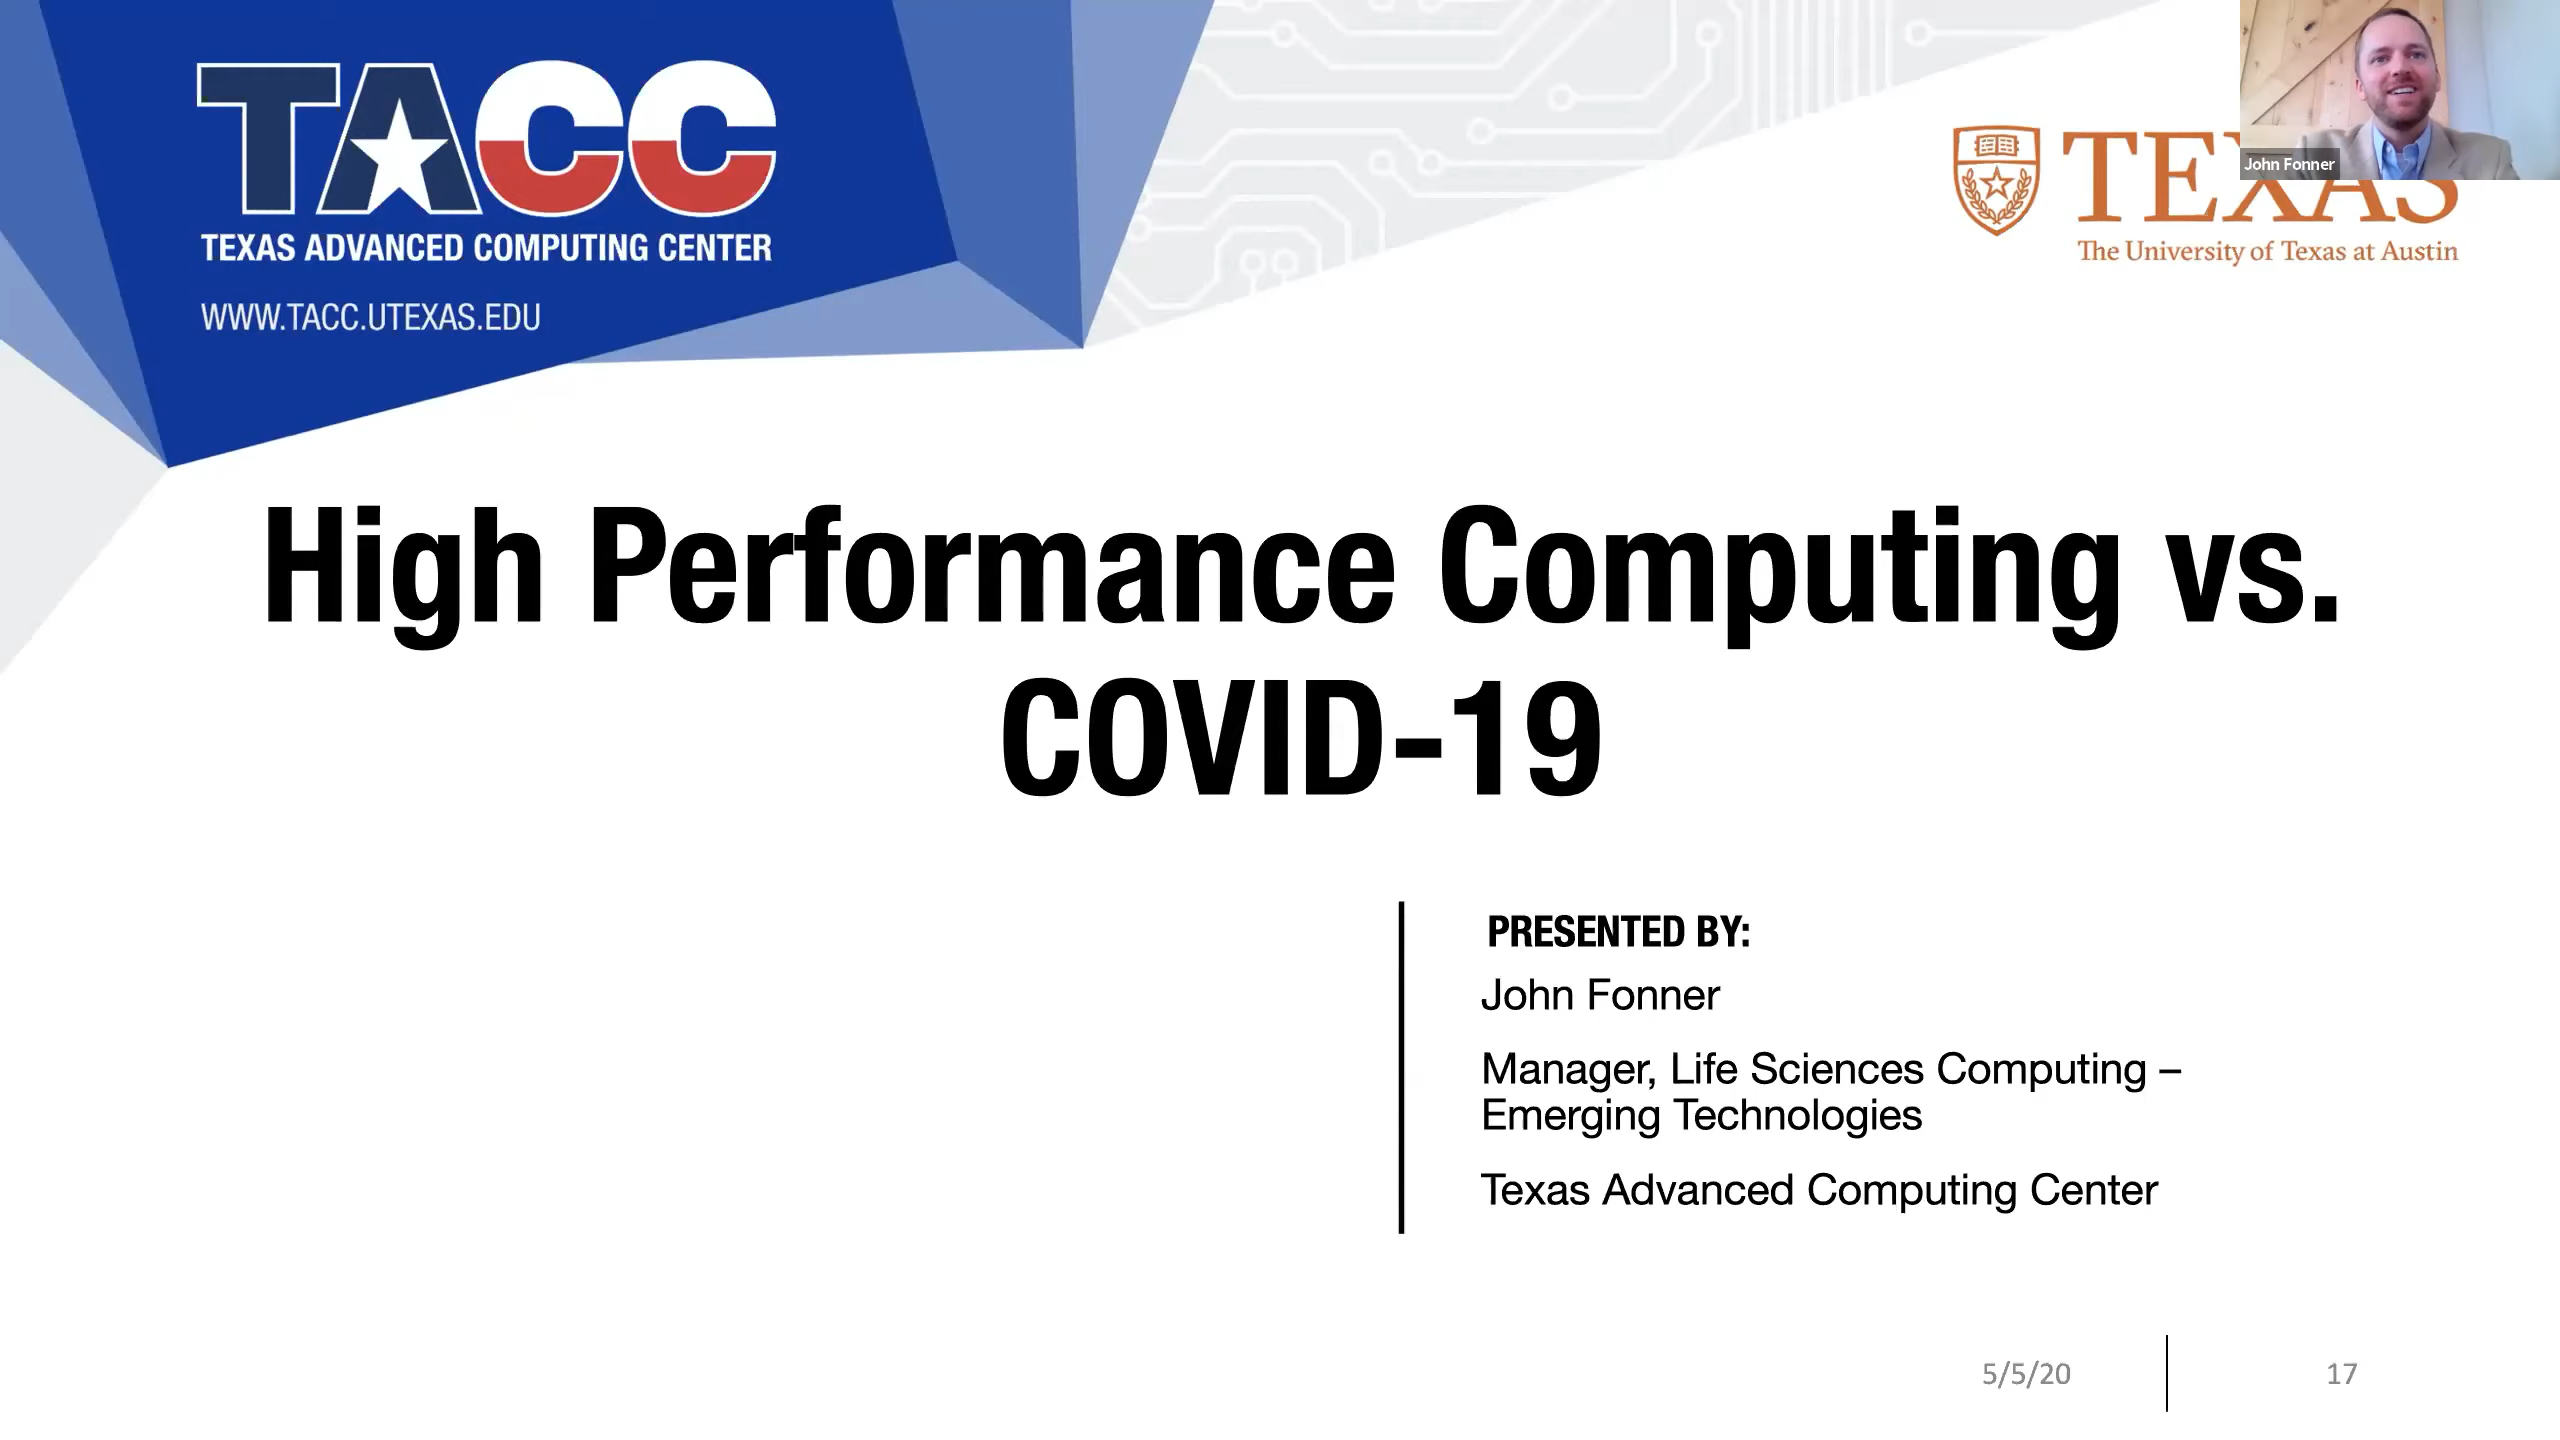 TACC
TEXAS ADVANCED COMPUTING CENTER
WWW.TACC.UTEXAS.EDU
John Fonner
TEXAS
The University of Texas at Austin
High Performance Computing vs.
COVID-19
PRESENTED BY:
John Fonner
Manager, Life Sciences Computing –
Emerging Technologies
Texas Advanced Computing Center
5/5/20
17